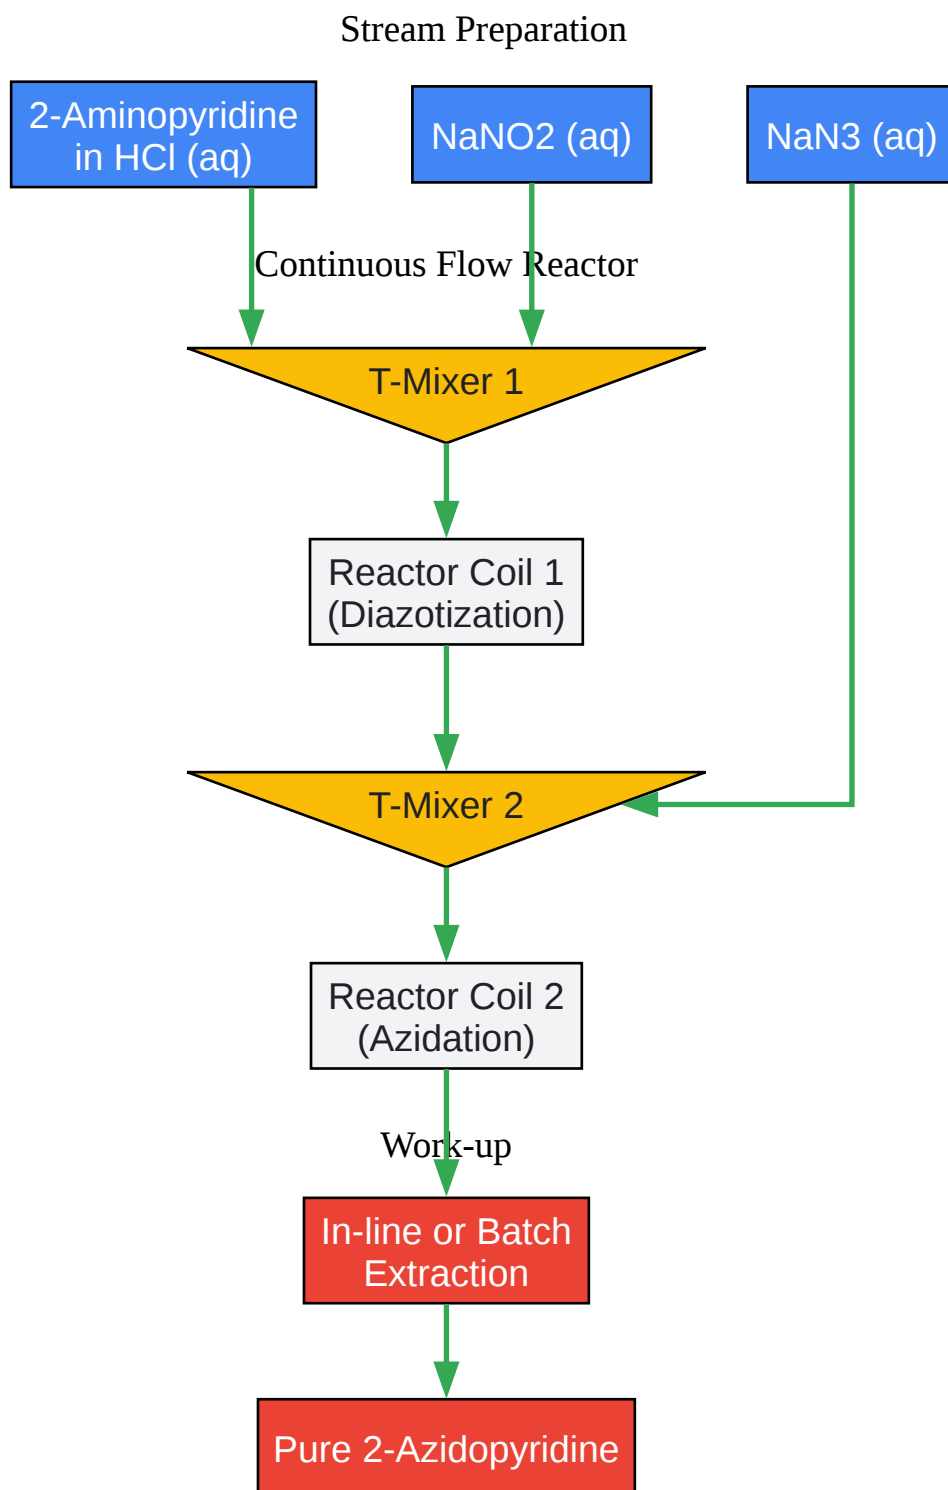 Stream Preparation
2-Aminopyridine
in HCl (aq)
NaNO2 (aq)
NaN3 (aq)
Continuous Flow Reactor
T-Mixer 1
Reactor Coil 1
(Diazotization)
T-Mixer 2
Reactor Coil 2
(Azidation)
Work-up
In-line or Batch
Extraction
Pure 2-Azidopyridine